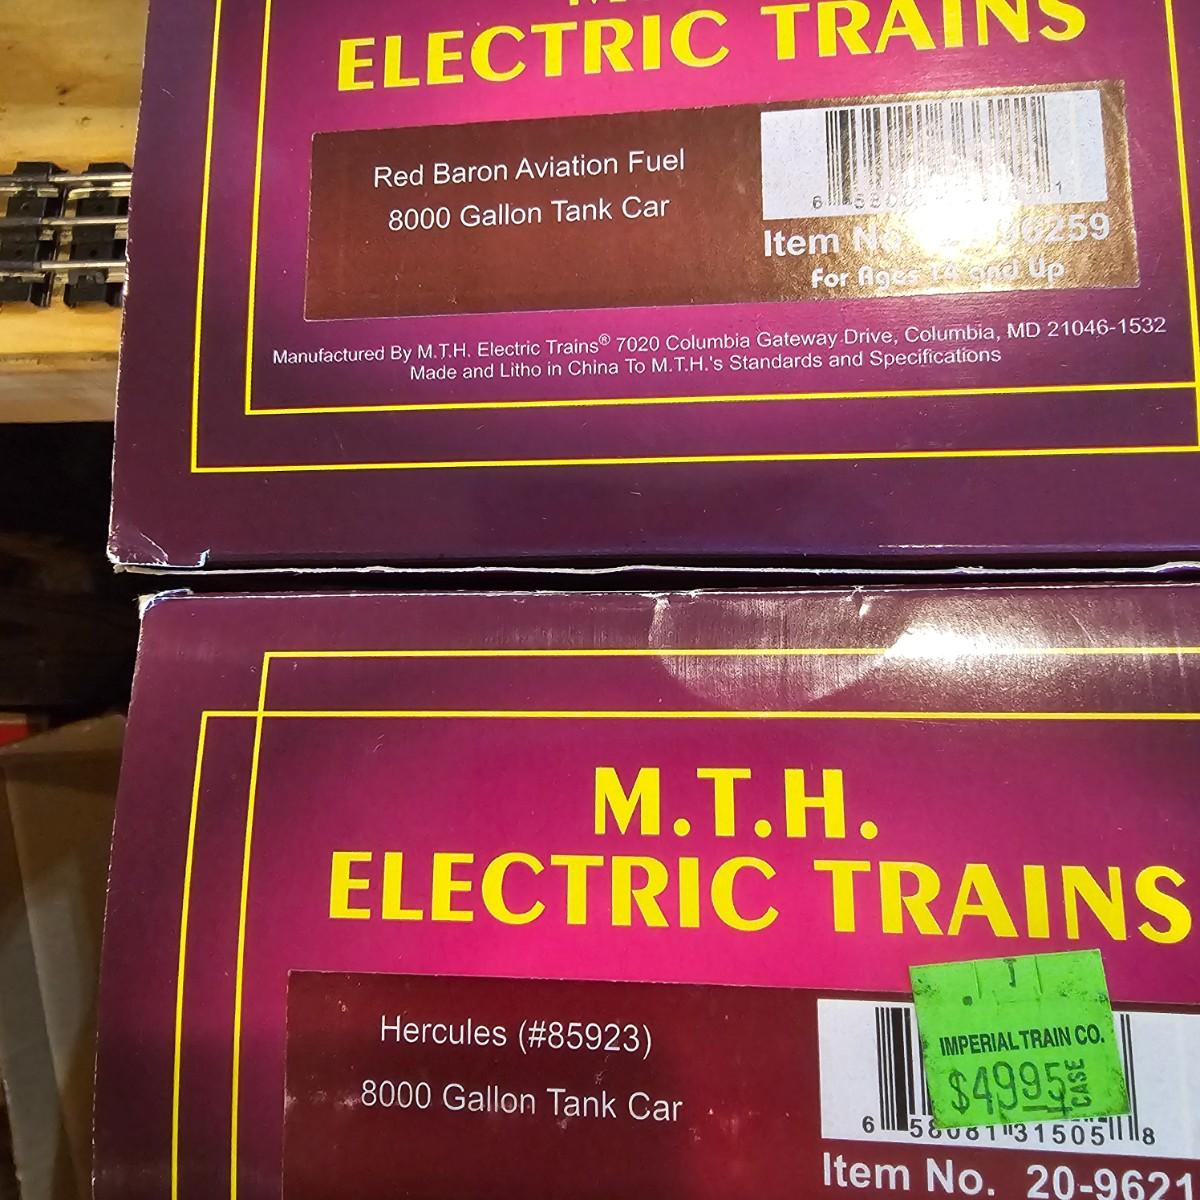 ELECTRIC TRAINS
Red Baron Aviation Fuel
8000 Gallon Tank Car
Item 96259
For Ages 14 and Up
Manufactured By M.T.H. Electric Trains® 7020 Columbia Gateway Drive, Columbia, MD 21046-1532
Made and Litho in China To M.T.H.'s Standards and Specifications
M.T.H.
ELECTRIC TRAINS
Hercules (#85923)
8000 Gallon Tank Car
IMPERIAL TRAIN CO.
$49.95 CASE
6 58081 31505 8
Item No. 20-9621